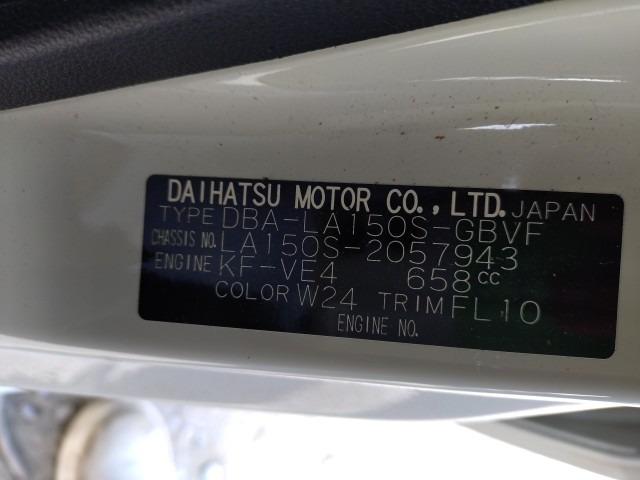 DAIHATSU MOTOR CO., LTD. JAPAN
TYPE DBA-LA150S-GBVF
CHASSIS NO. LA150S-2057943
ENGINE KF-VE4 658cc
COLOR W24 TRIM FL10
ENGINE NO.